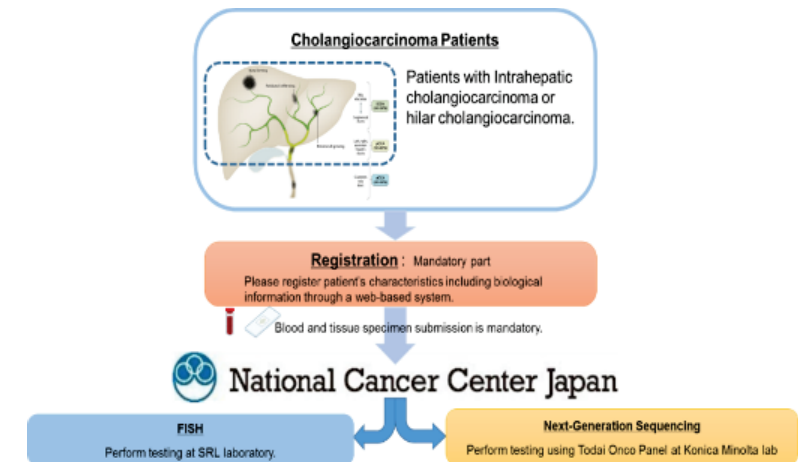 Cholangiocarcinoma Patients
Patients with Intrahepatic
cholangiocarcinoma or
hilar cholangiocarcinoma.
Registration : Mandatory part
Please register patient's characteristics including biological
information through a web-based system.
Blood and tissue specimen submission is mandatory.
National Cancer Center Japan
FISH
Perform testing at SRL laboratory.
Next-Generation Sequencing
Perform testing using Todai Onco Panel at Konica Minolta lab